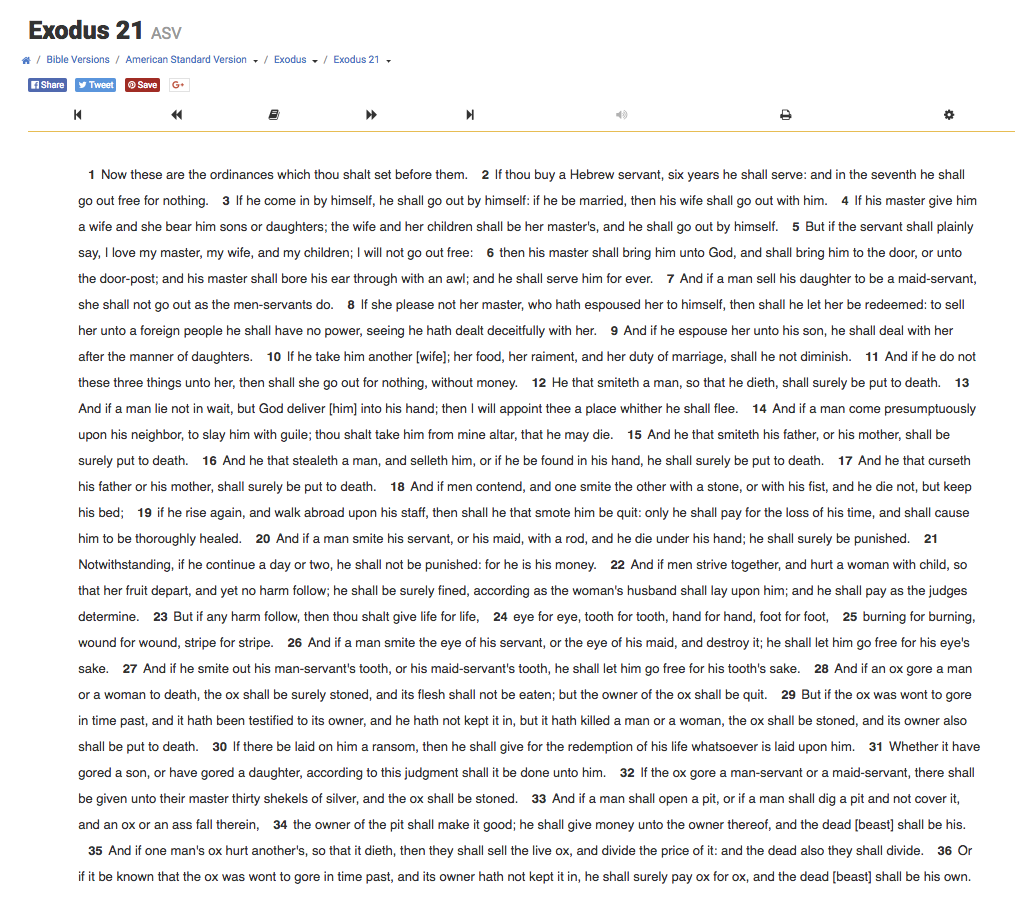 Exodus 21 ASV
/ Bible Versions / American Standard Version / Exodus / Exodus 21
Share Tweet Save G+
1 Now these are the ordinances which thou shalt set before them. 2 If thou buy a Hebrew servant, six years he shall serve: and in the seventh he shall
go out free for nothing. 3 If he come in by himself, he shall go out by himself: if he be married, then his wife shall go out with him. 4 If his master give him
a wife and she bear him sons or daughters; the wife and her children shall be her master's, and he shall go out by himself. 5 But if the servant shall plainly
say, I love my master, my wife, and my children; I will not go out free: 6 then his master shall bring him unto God, and shall bring him to the door, or unto
the door-post; and his master shall bore his ear through with an awl; and he shall serve him for ever. 7 And if a man sell his daughter to be a maid-servant,
she shall not go out as the men-servants do. 8 If she please not her master, who hath espoused her to himself, then shall he let her be redeemed: to sell
her unto a foreign people he shall have no power, seeing he hath dealt deceitfully with her. 9 And if he espouse her unto his son, he shall deal with her
after the manner of daughters. 10 If he take him another [wife]; her food, her raiment, and her duty of marriage, shall he not diminish. 11 And if he do not
these three things unto her, then shall she go out for nothing, without money. 12 He that smiteth a man, so that he dieth, shall surely be put to death. 13
And if a man lie not in wait, but God deliver [him] into his hand; then I will appoint thee a place whither he shall flee. 14 And if a man come presumptuously
upon his neighbor, to slay him with guile; thou shalt take him from mine altar, that he may die. 15 And he that smiteth his father, or his mother, shall be
surely put to death. 16 And he that stealeth a man, and selleth him, or if he be found in his hand, he shall surely be put to death. 17 And he that curseth
his father or his mother, shall surely be put to death. 18 And if men contend, and one smite the other with a stone, or with his fist, and he die not, but keep
his bed; 19 if he rise again, and walk abroad upon his staff, then shall he that smote him be quit: only he shall pay for the loss of his time, and shall cause
him to be thoroughly healed. 20 And if a man smite his servant, or his maid, with a rod, and he die under his hand; he shall surely be punished. 21
Notwithstanding, if he continue a day or two, he shall not be punished: for he is his money. 22 And if men strive together, and hurt a woman with child, so
that her fruit depart, and yet no harm follow; he shall be surely fined, according as the woman's husband shall lay upon him; and he shall pay as the judges
determine. 23 But if any harm follow, then thou shalt give life for life, 24 eye for eye, tooth for tooth, hand for hand, foot for foot, 25 burning for burning,
wound for wound, stripe for stripe. 26 And if a man smite the eye of his servant, or the eye of his maid, and destroy it; he shall let him go free for his eye's
sake. 27 And if he smite out his man-servant's tooth, or his maid-servant's tooth, he shall let him go free for his tooth's sake. 28 And if an ox gore a man
or a woman to death, the ox shall be surely stoned, and its flesh shall not be eaten; but the owner of the ox shall be quit. 29 But if the ox was wont to gore
in time past, and it hath been testified to its owner, and he hath not kept it in, but it hath killed a man or a woman, the ox shall be stoned, and its owner also
shall be put to death. 30 If there be laid on him a ransom, then he shall give for the redemption of his life whatsoever is laid upon him. 31 Whether it have
gored a son, or have gored a daughter, according to this judgment shall it be done unto him. 32 If the ox gore a man-servant or a maid-servant, there shall
be given unto their master thirty shekels of silver, and the ox shall be stoned. 33 And if a man shall open a pit, or if a man shall dig a pit and not cover it,
and an ox or an ass fall therein, 34 the owner of the pit shall make it good; he shall give money unto the owner thereof, and the dead [beast] shall be his.
35 And if one man's ox hurt another's, so that it dieth, then they shall sell the live ox, and divide the price of it: and the dead also they shall divide. 36 Or
if it be known that the ox was wont to gore in time past, and its owner hath not kept it in, he shall surely pay ox for ox, and the dead [beast] shall be his own.